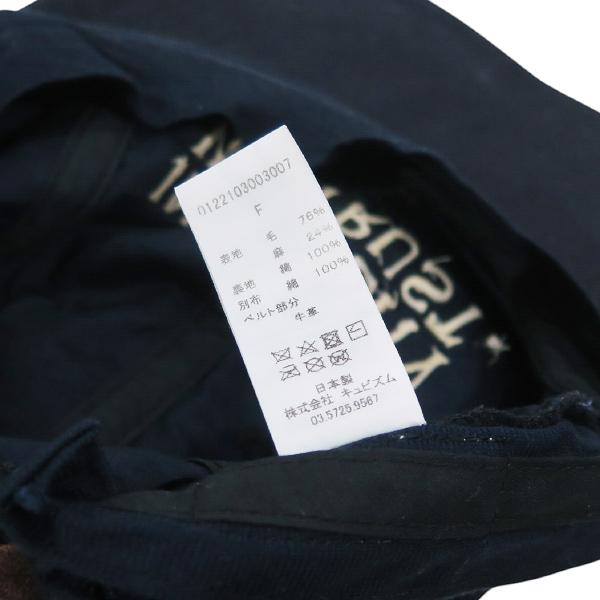 0122103003007
F
表地 毛 76%
麻 24%
裏地 綿 100%
別布 綿 100%
ベルト部分
牛革
日本製
株式会社 キュビズム
03.5725.9567